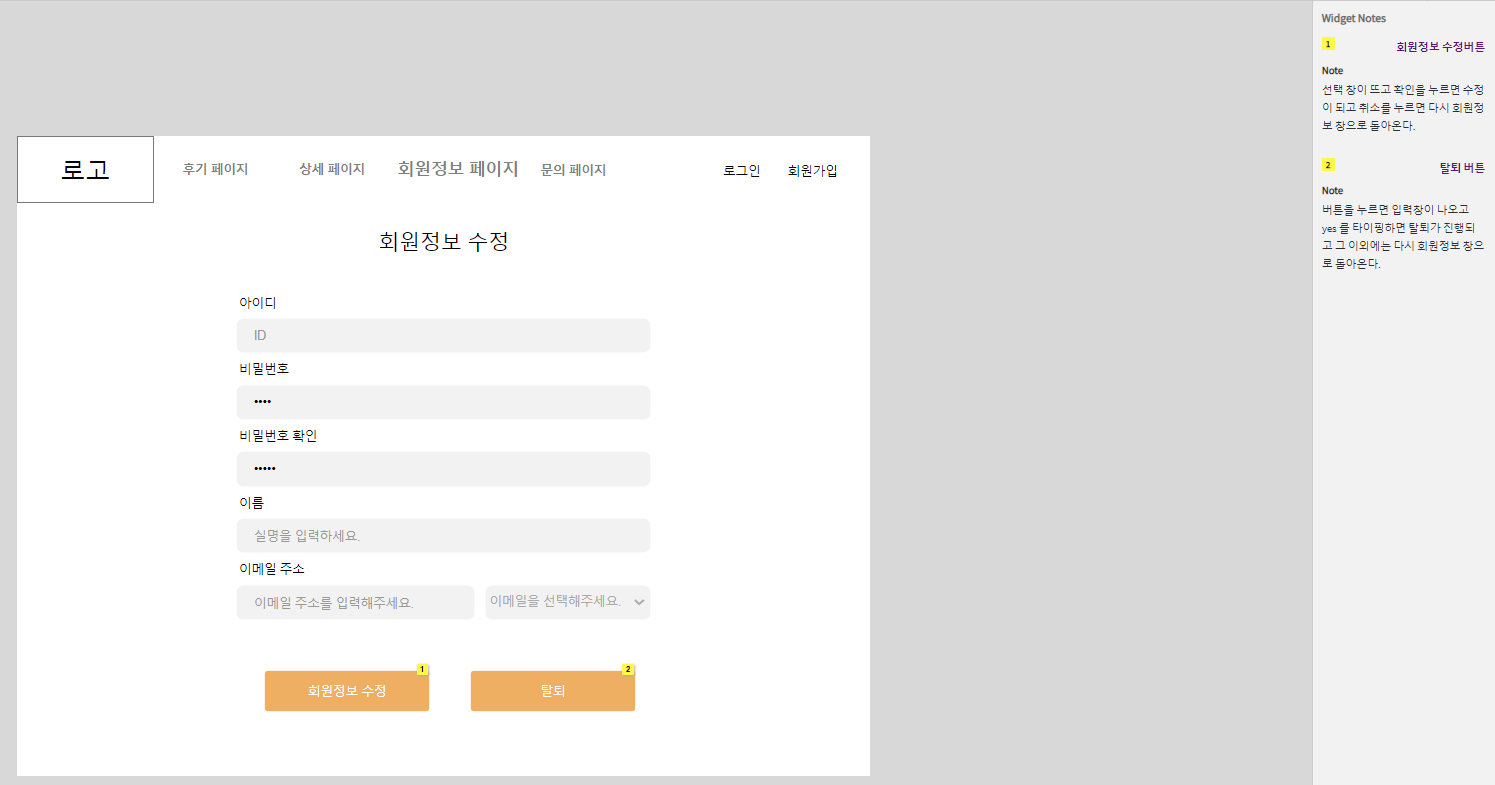 로고
후기 페이지
상세 페이지
회원정보 페이지
문의 페이지
로그인
회원가입
회원정보 수정
아이디
ID
비밀번호
••••
비밀번호 확인
•••••
이름
실명을 입력하세요.
이메일 주소
이메일 주소를 입력해주세요.
이메일을 선택해주세요.
1
회원정보 수정
2
탈퇴
Widget Notes
1
회원정보 수정버튼
Note
선택 창이 뜨고 확인을 누르면 수정
이 되고 취소를 누르면 다시 회원정
보 창으로 돌아온다.
2
탈퇴 버튼
Note
버튼을 누르면 입력창이 나오고
yes 를 타이핑하면 탈퇴가 진행되
고 그 이외에는 다시 회원정보 창으
로 돌아온다.